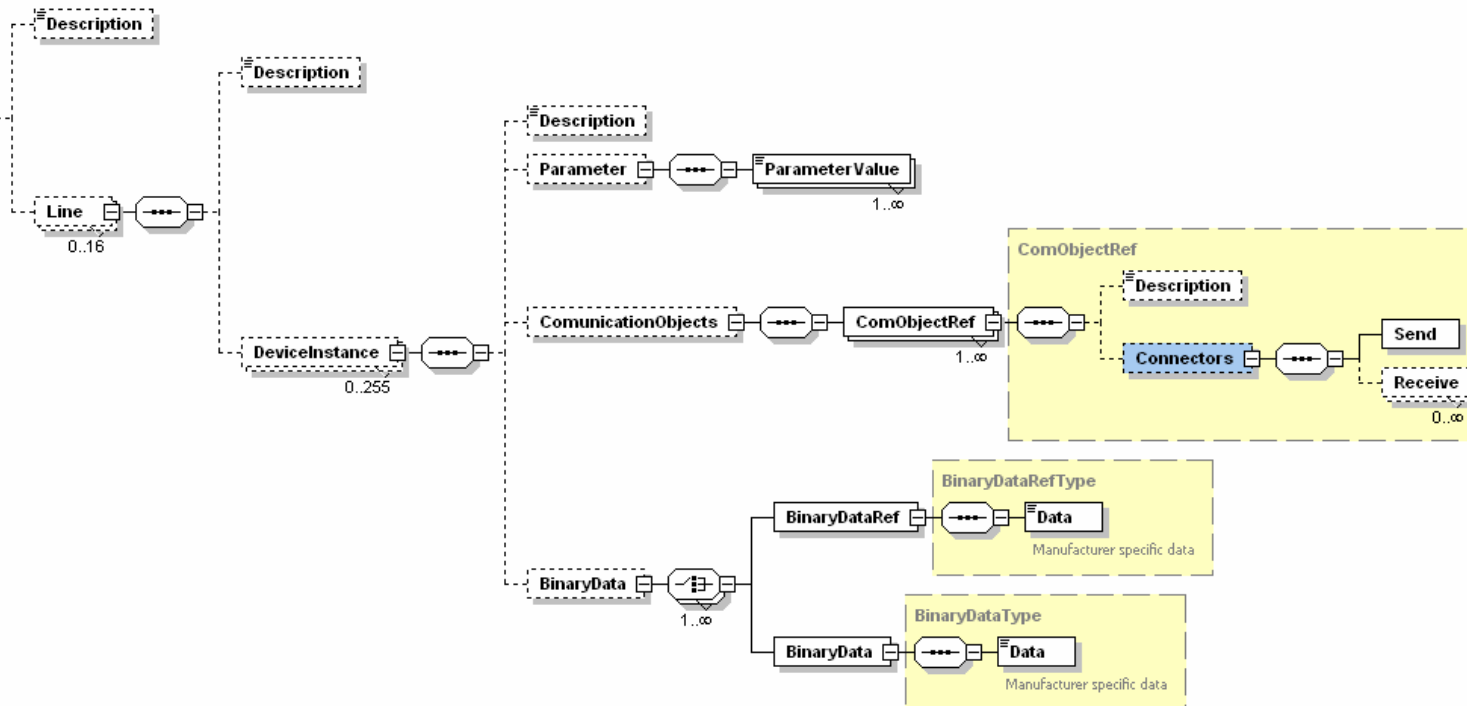 Description
Description
Description
Parameter
ParameterValue
1..∞
Line
0..16
ComObjectRef
Description
ComunicationObjects
ComObjectRef
1..∞
Send
DeviceInstance
0..255
Connectors
Receive
0..∞
BinaryDataRefType
BinaryDataRef
Data
Manufacturer specific data
BinaryData
1..∞
BinaryDataType
BinaryData
Data
Manufacturer specific data